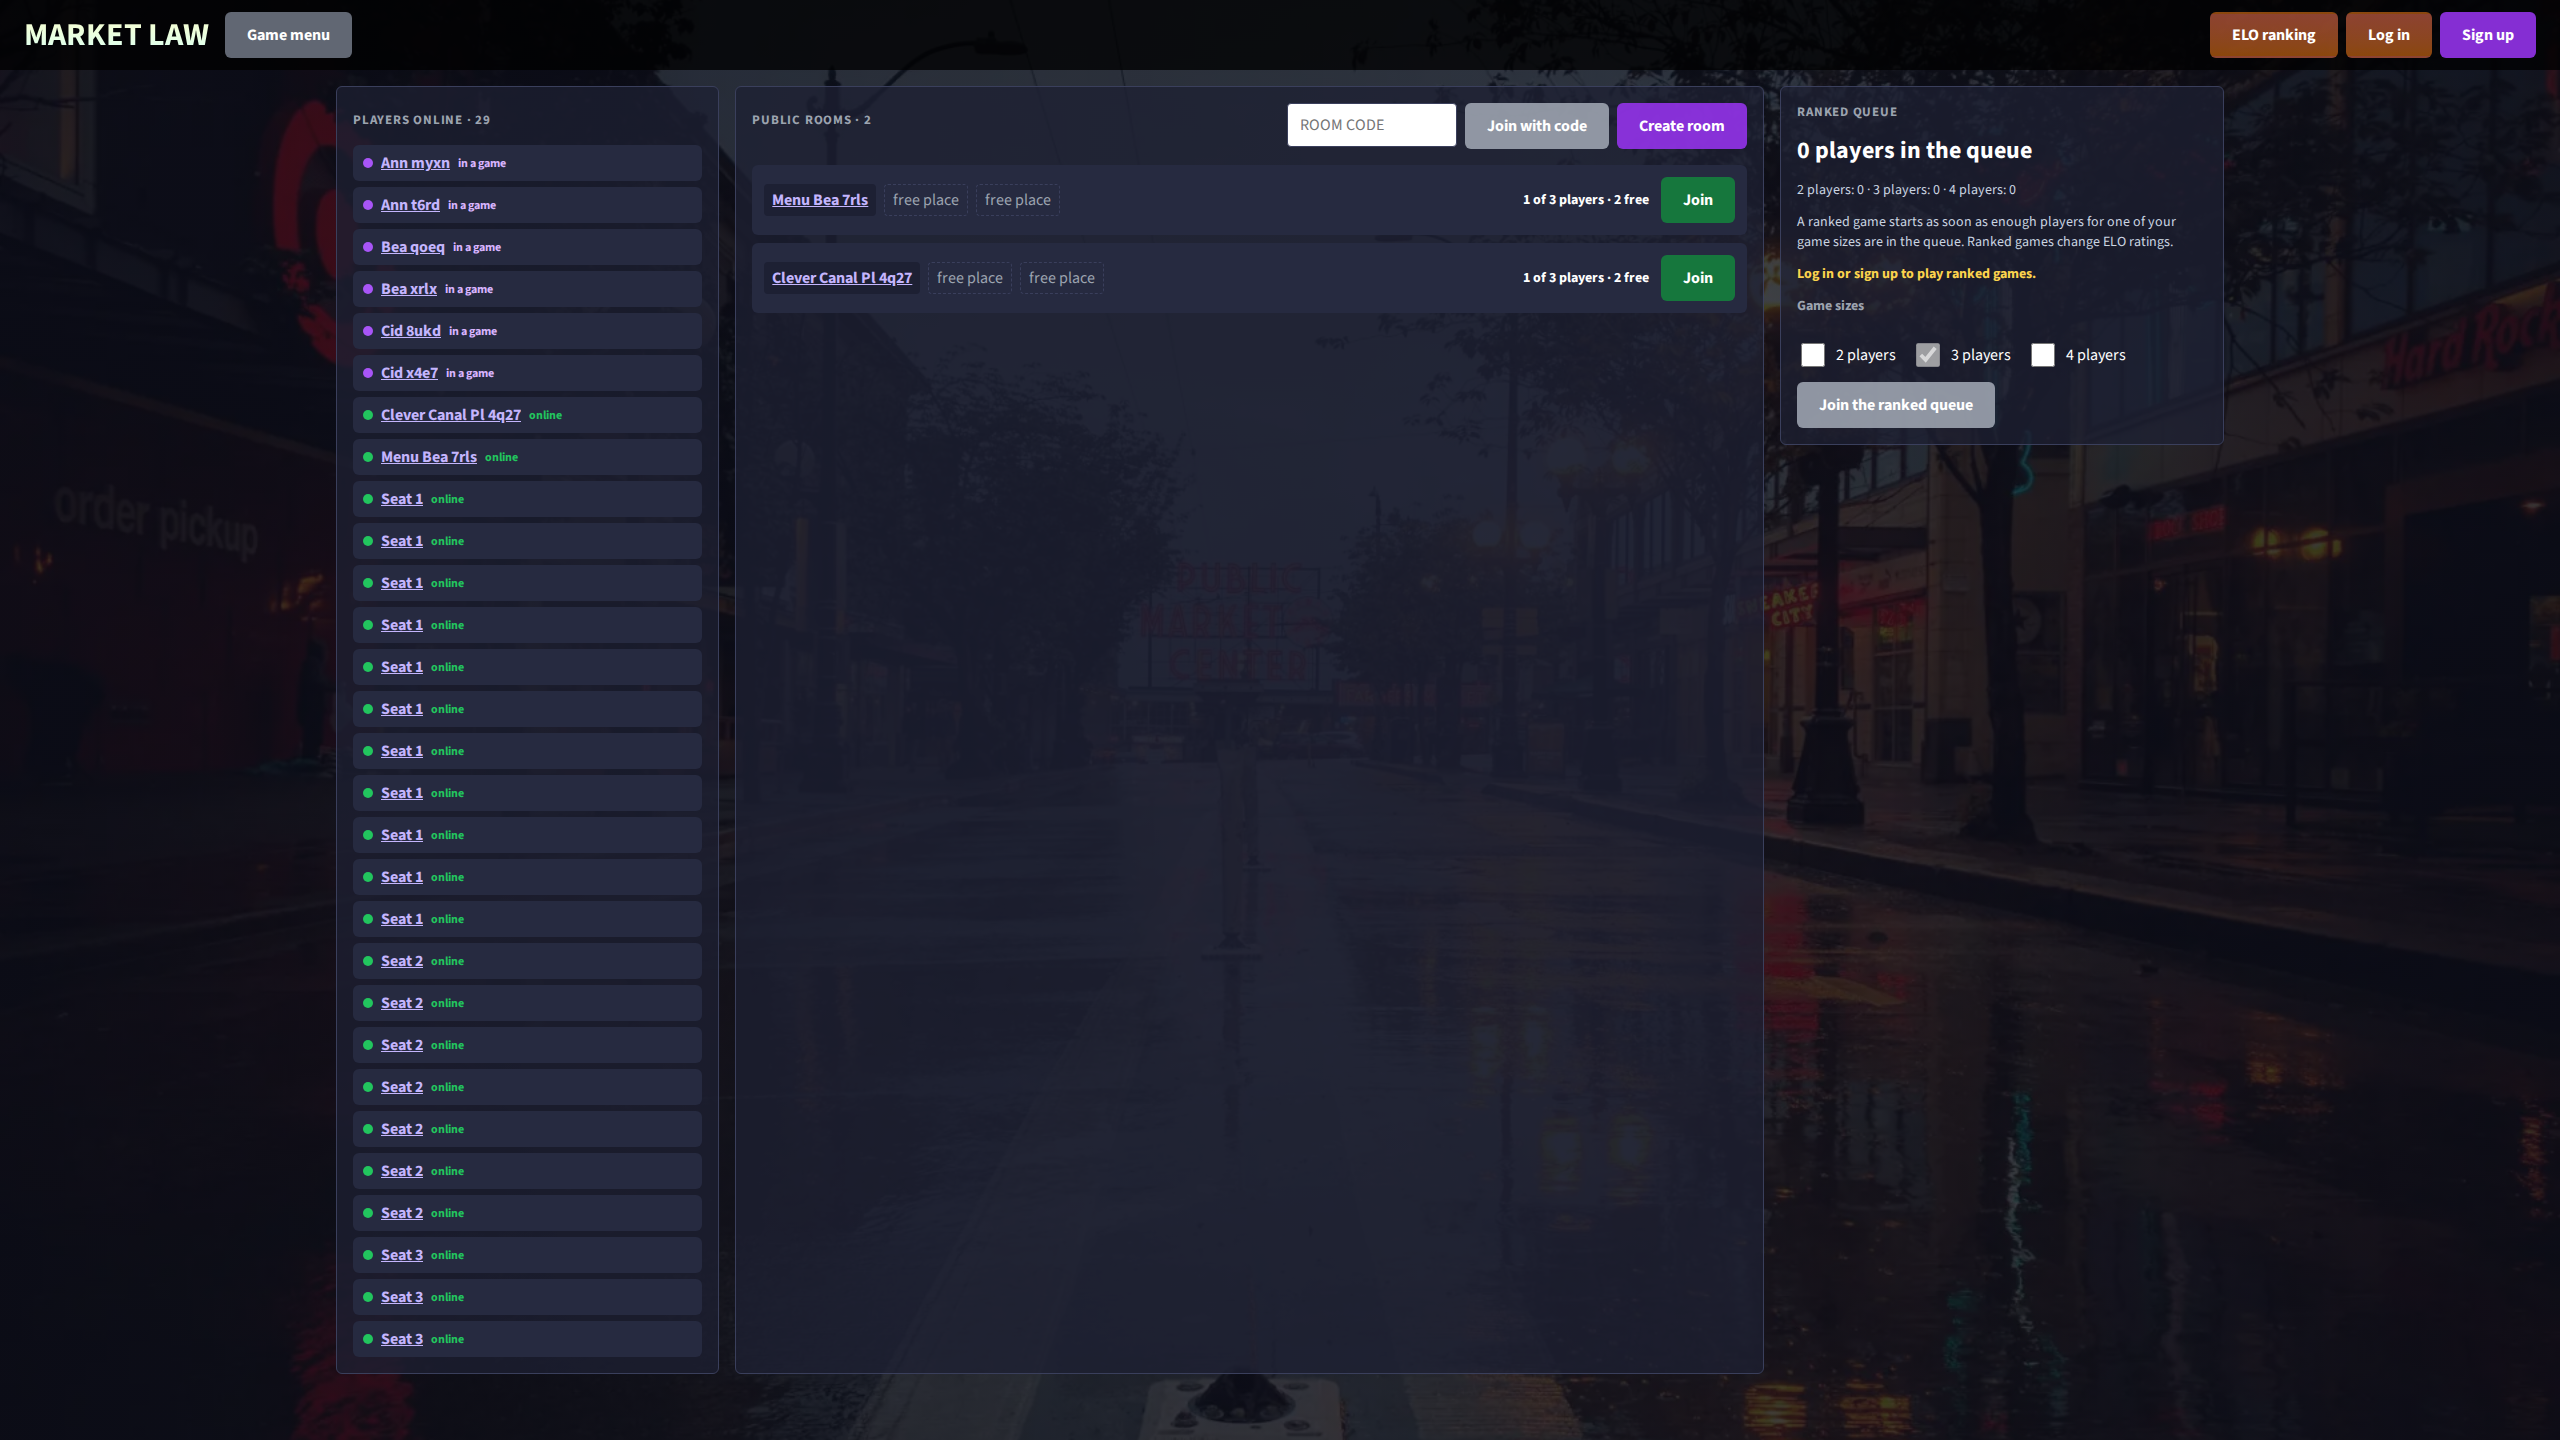 MARKET LAW
Game menu
ELO ranking
Log in
Sign up
PLAYERS ONLINE · 29
Ann myxn in a game
Ann t6rd in a game
Bea qoeq in a game
Bea xrlx in a game
Cid 8ukd in a game
Cid x4e7 in a game
Clever Canal Pl 4q27 online
Menu Bea 7rls online
Seat 1 online
Seat 1 online
Seat 1 online
Seat 1 online
Seat 1 online
Seat 1 online
Seat 1 online
Seat 1 online
Seat 1 online
Seat 1 online
Seat 1 online
Seat 2 online
Seat 2 online
Seat 2 online
Seat 2 online
Seat 2 online
Seat 2 online
Seat 2 online
Seat 3 online
Seat 3 online
Seat 3 online
PUBLIC ROOMS · 2
ROOM CODE
Join with code
Create room
Menu Bea 7rls free place free place 1 of 3 players · 2 free Join
Clever Canal Pl 4q27 free place free place 1 of 3 players · 2 free Join
RANKED QUEUE
0 players in the queue
2 players: 0 · 3 players: 0 · 4 players: 0
A ranked game starts as soon as enough players for one of your
game sizes are in the queue. Ranked games change ELO ratings.
Log in or sign up to play ranked games.
Game sizes
2 players 3 players 4 players
Join the ranked queue
order pickup
PUBLIC
MARKET
CENTER
SNEAKER
CITY
Hard Rock